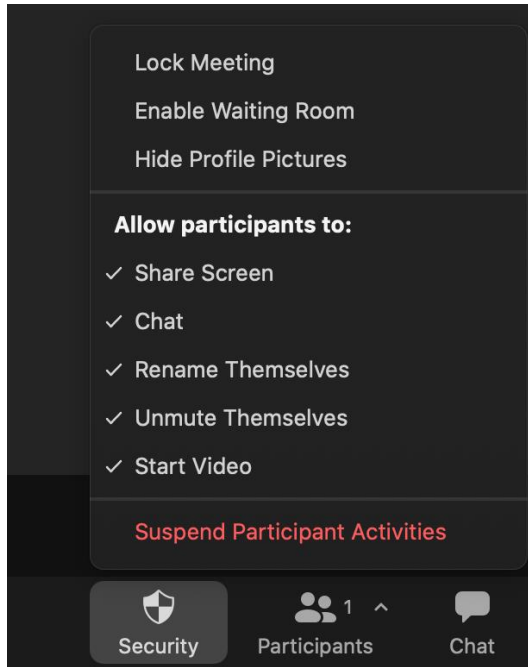 Lock Meeting
Enable Waiting Room
Hide Profile Pictures
Allow participants to:
✓ Share Screen
✓ Chat
✓ Rename Themselves
✓ Unmute Themselves
✓ Start Video
Suspend Participant Activities
1
Security Participants Chat